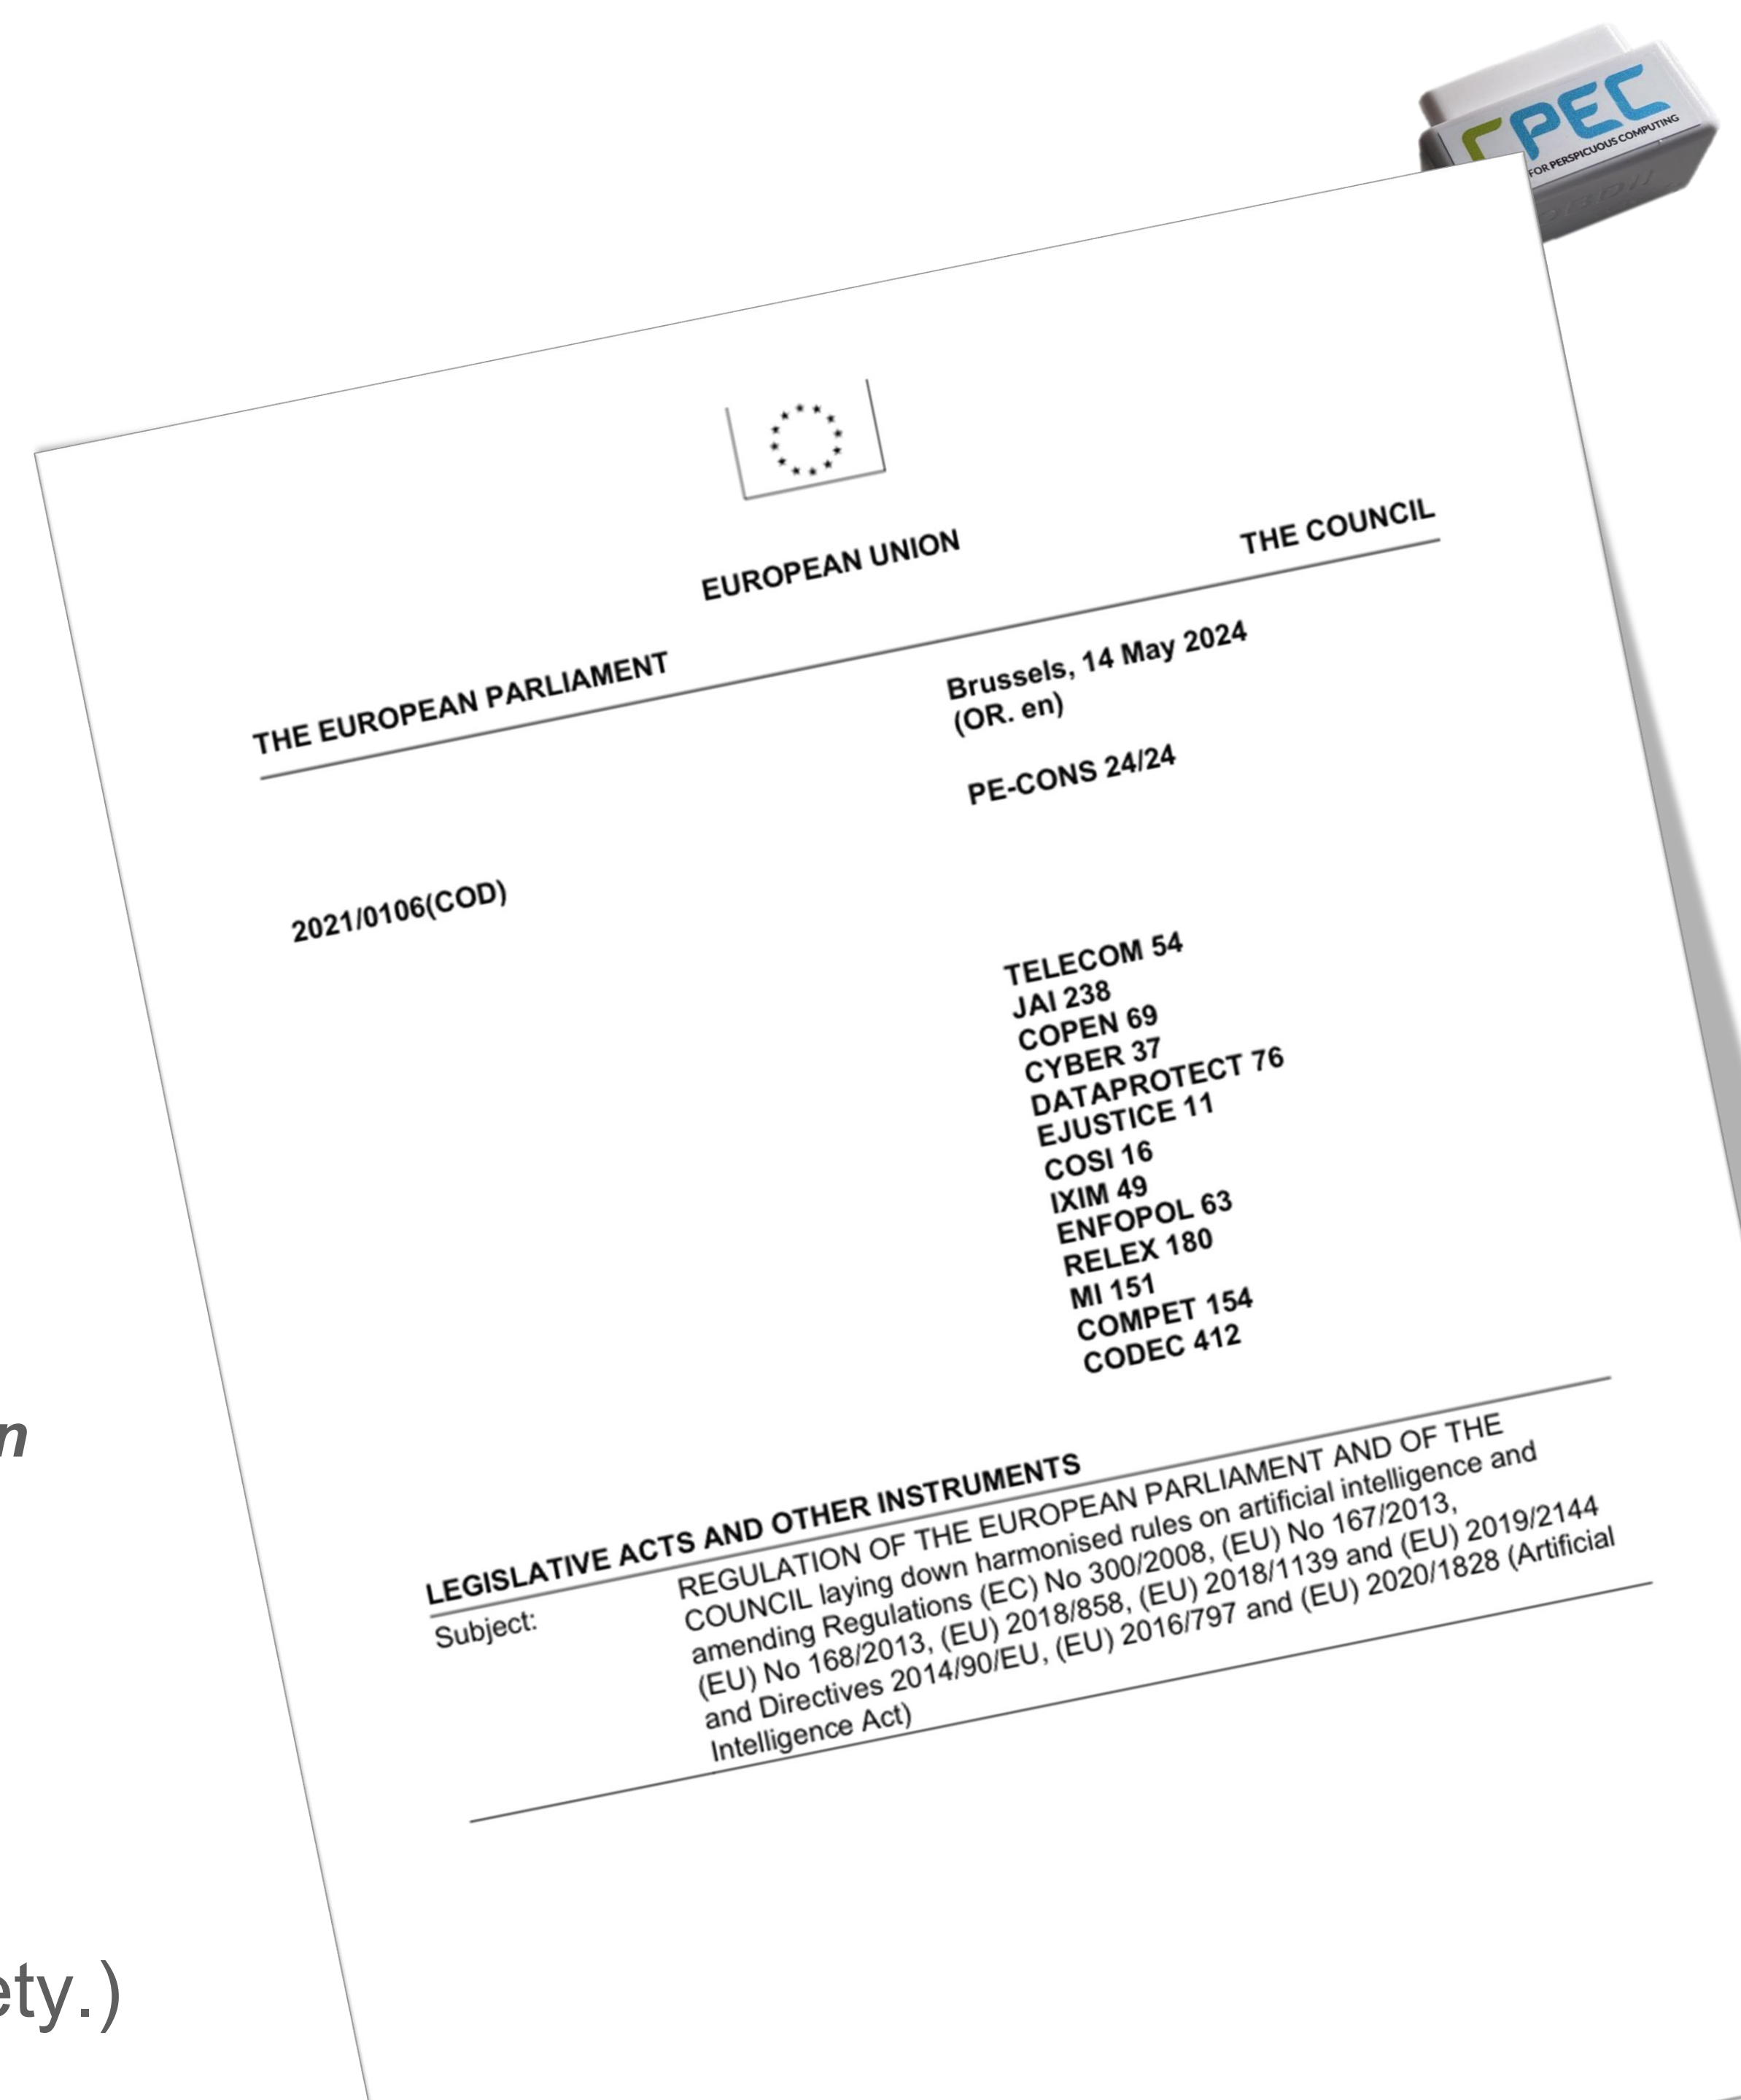 CPEC
FOR PERSPICUOUS COMPUTING
EUROPEAN UNION
THE EUROPEAN PARLIAMENT
THE COUNCIL
Brussels, 14 May 2024
(OR. en)
2021/0106(COD)
PE-CONS 24/24
TELECOM 54
JAI 238
COPEN 69
CYBER 37
DATAPROTECT 76
EJUSTICE 11
COSI 16
IXIM 49
ENFOPOL 63
RELEX 180
MI 151
COMPET 154
CODEC 412
LEGISLATIVE ACTS AND OTHER INSTRUMENTS
Subject:
REGULATION OF THE EUROPEAN PARLIAMENT AND OF THE
COUNCIL laying down harmonised rules on artificial intelligence and
amending Regulations (EC) No 300/2008, (EU) No 167/2013,
(EU) No 168/2013, (EU) 2018/858, (EU) 2018/1139 and (EU) 2019/2144
and Directives 2014/90/EU, (EU) 2016/797 and (EU) 2020/1828 (Artificial
Intelligence Act)
n
ety.)